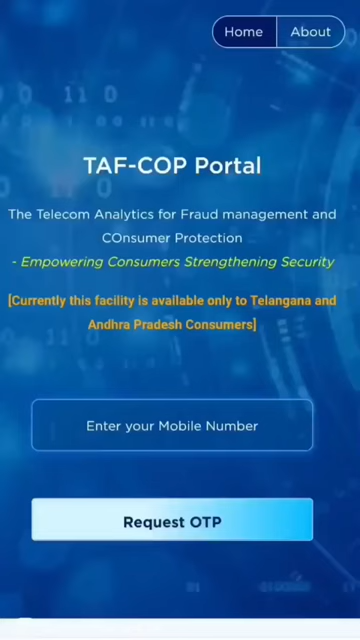 Home About
TAF-COP Portal
The Telecom Analytics for Fraud management and
COnsumer Protection
- Empowering Consumers Strengthening Security
[Currently this facility is available only to Telangana and
Andhra Pradesh Consumers]
Enter your Mobile Number
Request OTP